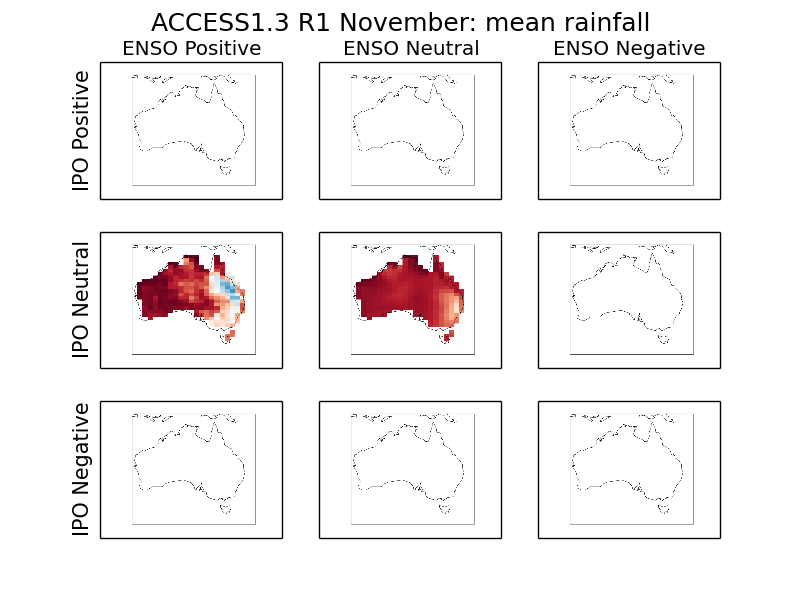 ACCESS1.3 R1 November: mean rainfall
ENSO Positive
ENSO Neutral
ENSO Negative
IPO Positive
IPO Neutral
IPO Negative